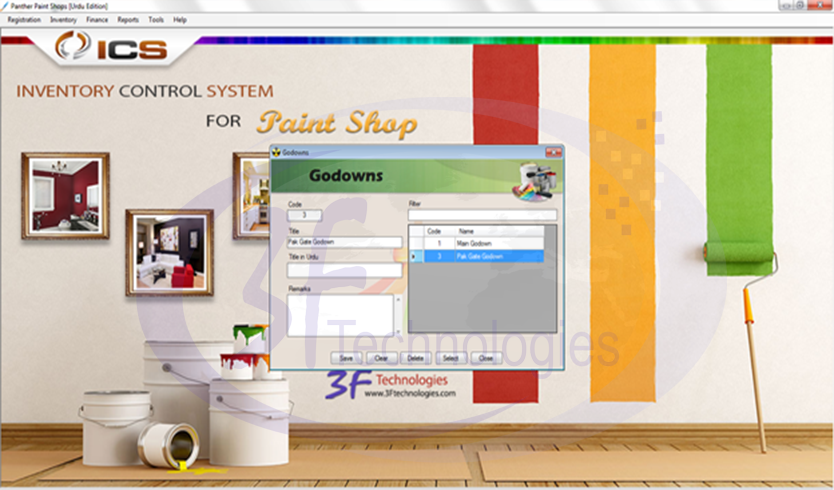 Panther Paint Shops [Urdu Edition]
Registration Inventory Finance Reports Tools Help
ICS
INVENTORY CONTROL SYSTEM
FOR Paint Shop
Godowns
Godowns
Code
3
Filter
Title
Pak Gate Godown
Title in Urdu
Remarks
Code Name
1 Main Godown
3 Pak Gate Godown
Save Clear Delete Select Close
3F Technologies
3F Technologies
www.3Ftechnologies.com